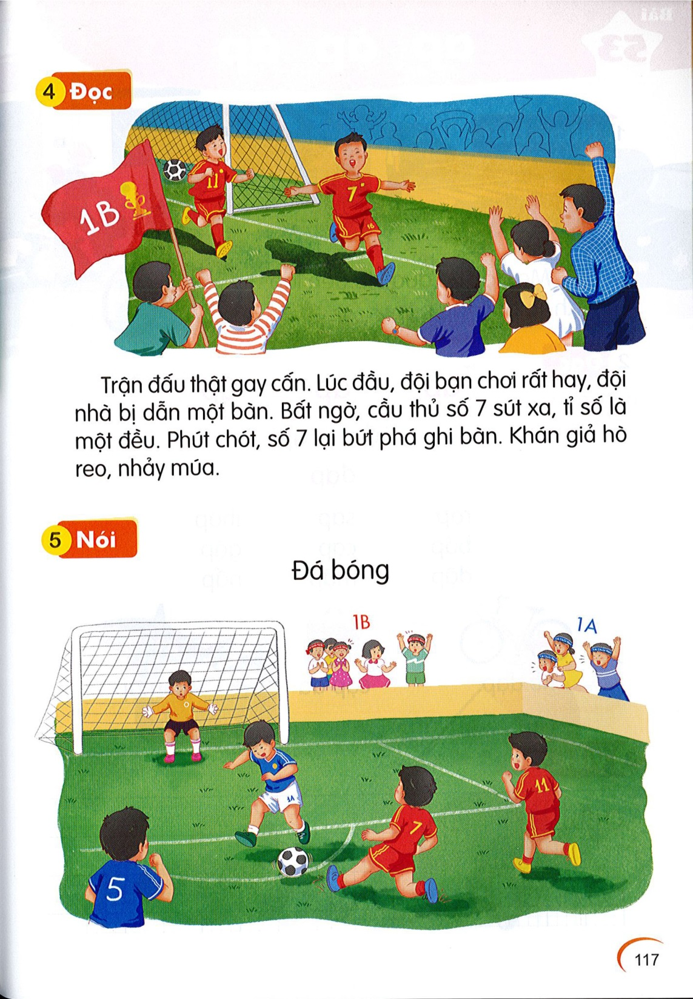 4 Đọc
1B
11
7
1B
Trận đấu thật gay cấn. Lúc đầu, đội bạn chơi rất hay, đội
nhà bị dẫn một bàn. Bất ngờ, cầu thủ số 7 sút xa, tỉ số là
một đều. Phút chót, số 7 lại bứt phá ghi bàn. Khán giả hò
reo, nhảy múa.
5 Nói
Đá bóng
1B
1A
1A
11
7
5
117